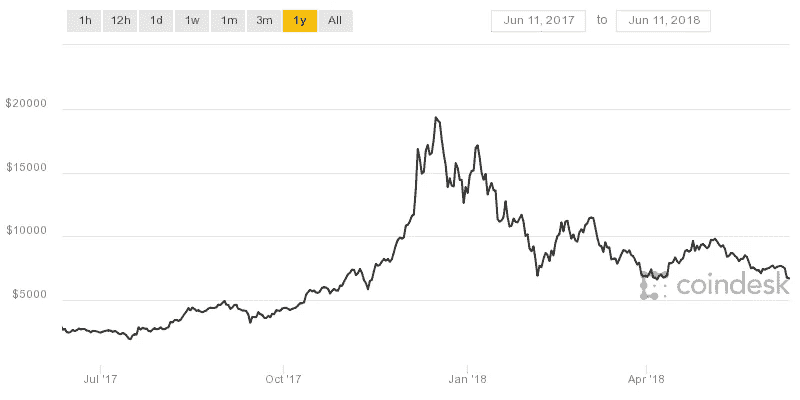 1h 12h 1d 1w 1m 3m 1y All Jun 11, 2017 to Jun 11, 2018
$20000
$15000
$10000
$5000
coindesk
Jul '17 Oct '17 Jan '18 Apr '18